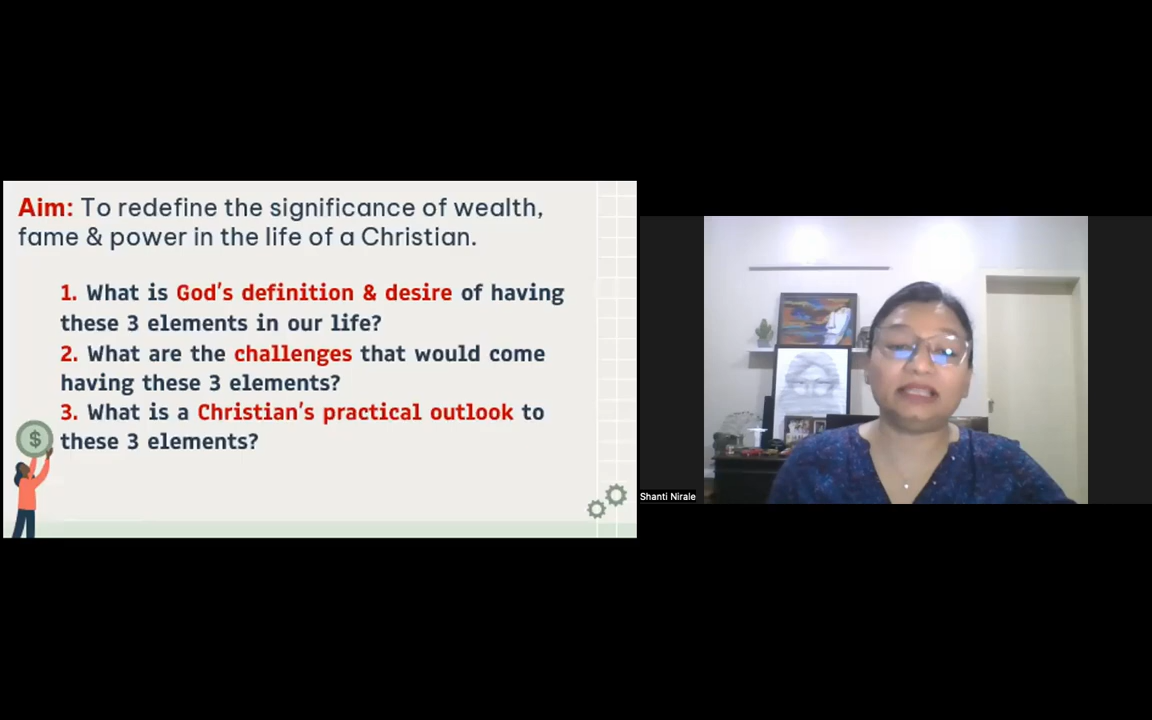 Aim: To redefine the significance of wealth,
fame & power in the life of a Christian.
1. What is God's definition & desire of having
these 3 elements in our life?
2. What are the challenges that would come
having these 3 elements?
3. What is a Christian's practical outlook to
these 3 elements?
$
Shanti Nirale